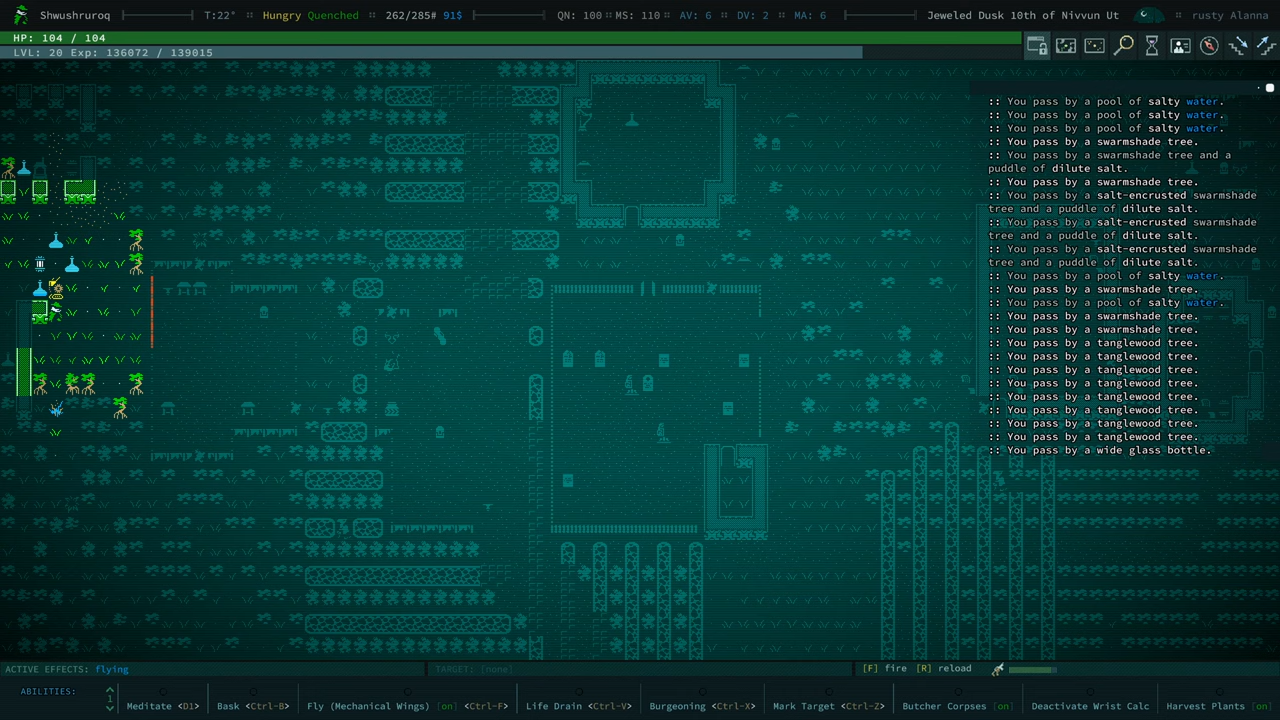 Shwushruroq T:22° :: Hungry Quenched :: 262/285# 91$ QN: 100 :: MS: 110 :: AV: 6 :: DV: 2 :: MA: 6 Jeweled Dusk 10th of Nivvun Ut :: rusty Alanna
HP: 104 / 104
LVL: 20 Exp: 136072 / 139015
:: You pass by a pool of salty water.
:: You pass by a pool of salty water.
:: You pass by a pool of salty water.
:: You pass by a swarmshade tree.
:: You pass by a swarmshade tree and a
puddle of dilute salt.
:: You pass by a swarmshade tree.
:: You pass by a salt-encrusted swarmshade
tree and a puddle of dilute salt.
:: You pass by a salt-encrusted swarmshade
tree and a puddle of dilute salt.
:: You pass by a salt-encrusted swarmshade
tree and a puddle of dilute salt.
:: You pass by a pool of salty water.
:: You pass by a swarmshade tree.
:: You pass by a pool of salty water.
:: You pass by a swarmshade tree.
:: You pass by a swarmshade tree.
:: You pass by a tanglewood tree.
:: You pass by a tanglewood tree.
:: You pass by a tanglewood tree.
:: You pass by a tanglewood tree.
:: You pass by a tanglewood tree.
:: You pass by a tanglewood tree.
:: You pass by a tanglewood tree.
:: You pass by a tanglewood tree.
:: You pass by a wide glass bottle.
ACTIVE EFFECTS: flying TARGET: [none] [F] fire [R] reload
ABILITIES: 1 Meditate <D1> Bask <Ctrl-B> Fly (Mechanical Wings) [on] <Ctrl-F> Life Drain <Ctrl-V> Burgeoning <Ctrl-X> Mark Target <Ctrl-Z> Butcher Corpses [on] Deactivate Wrist Calc Harvest Plants [on]